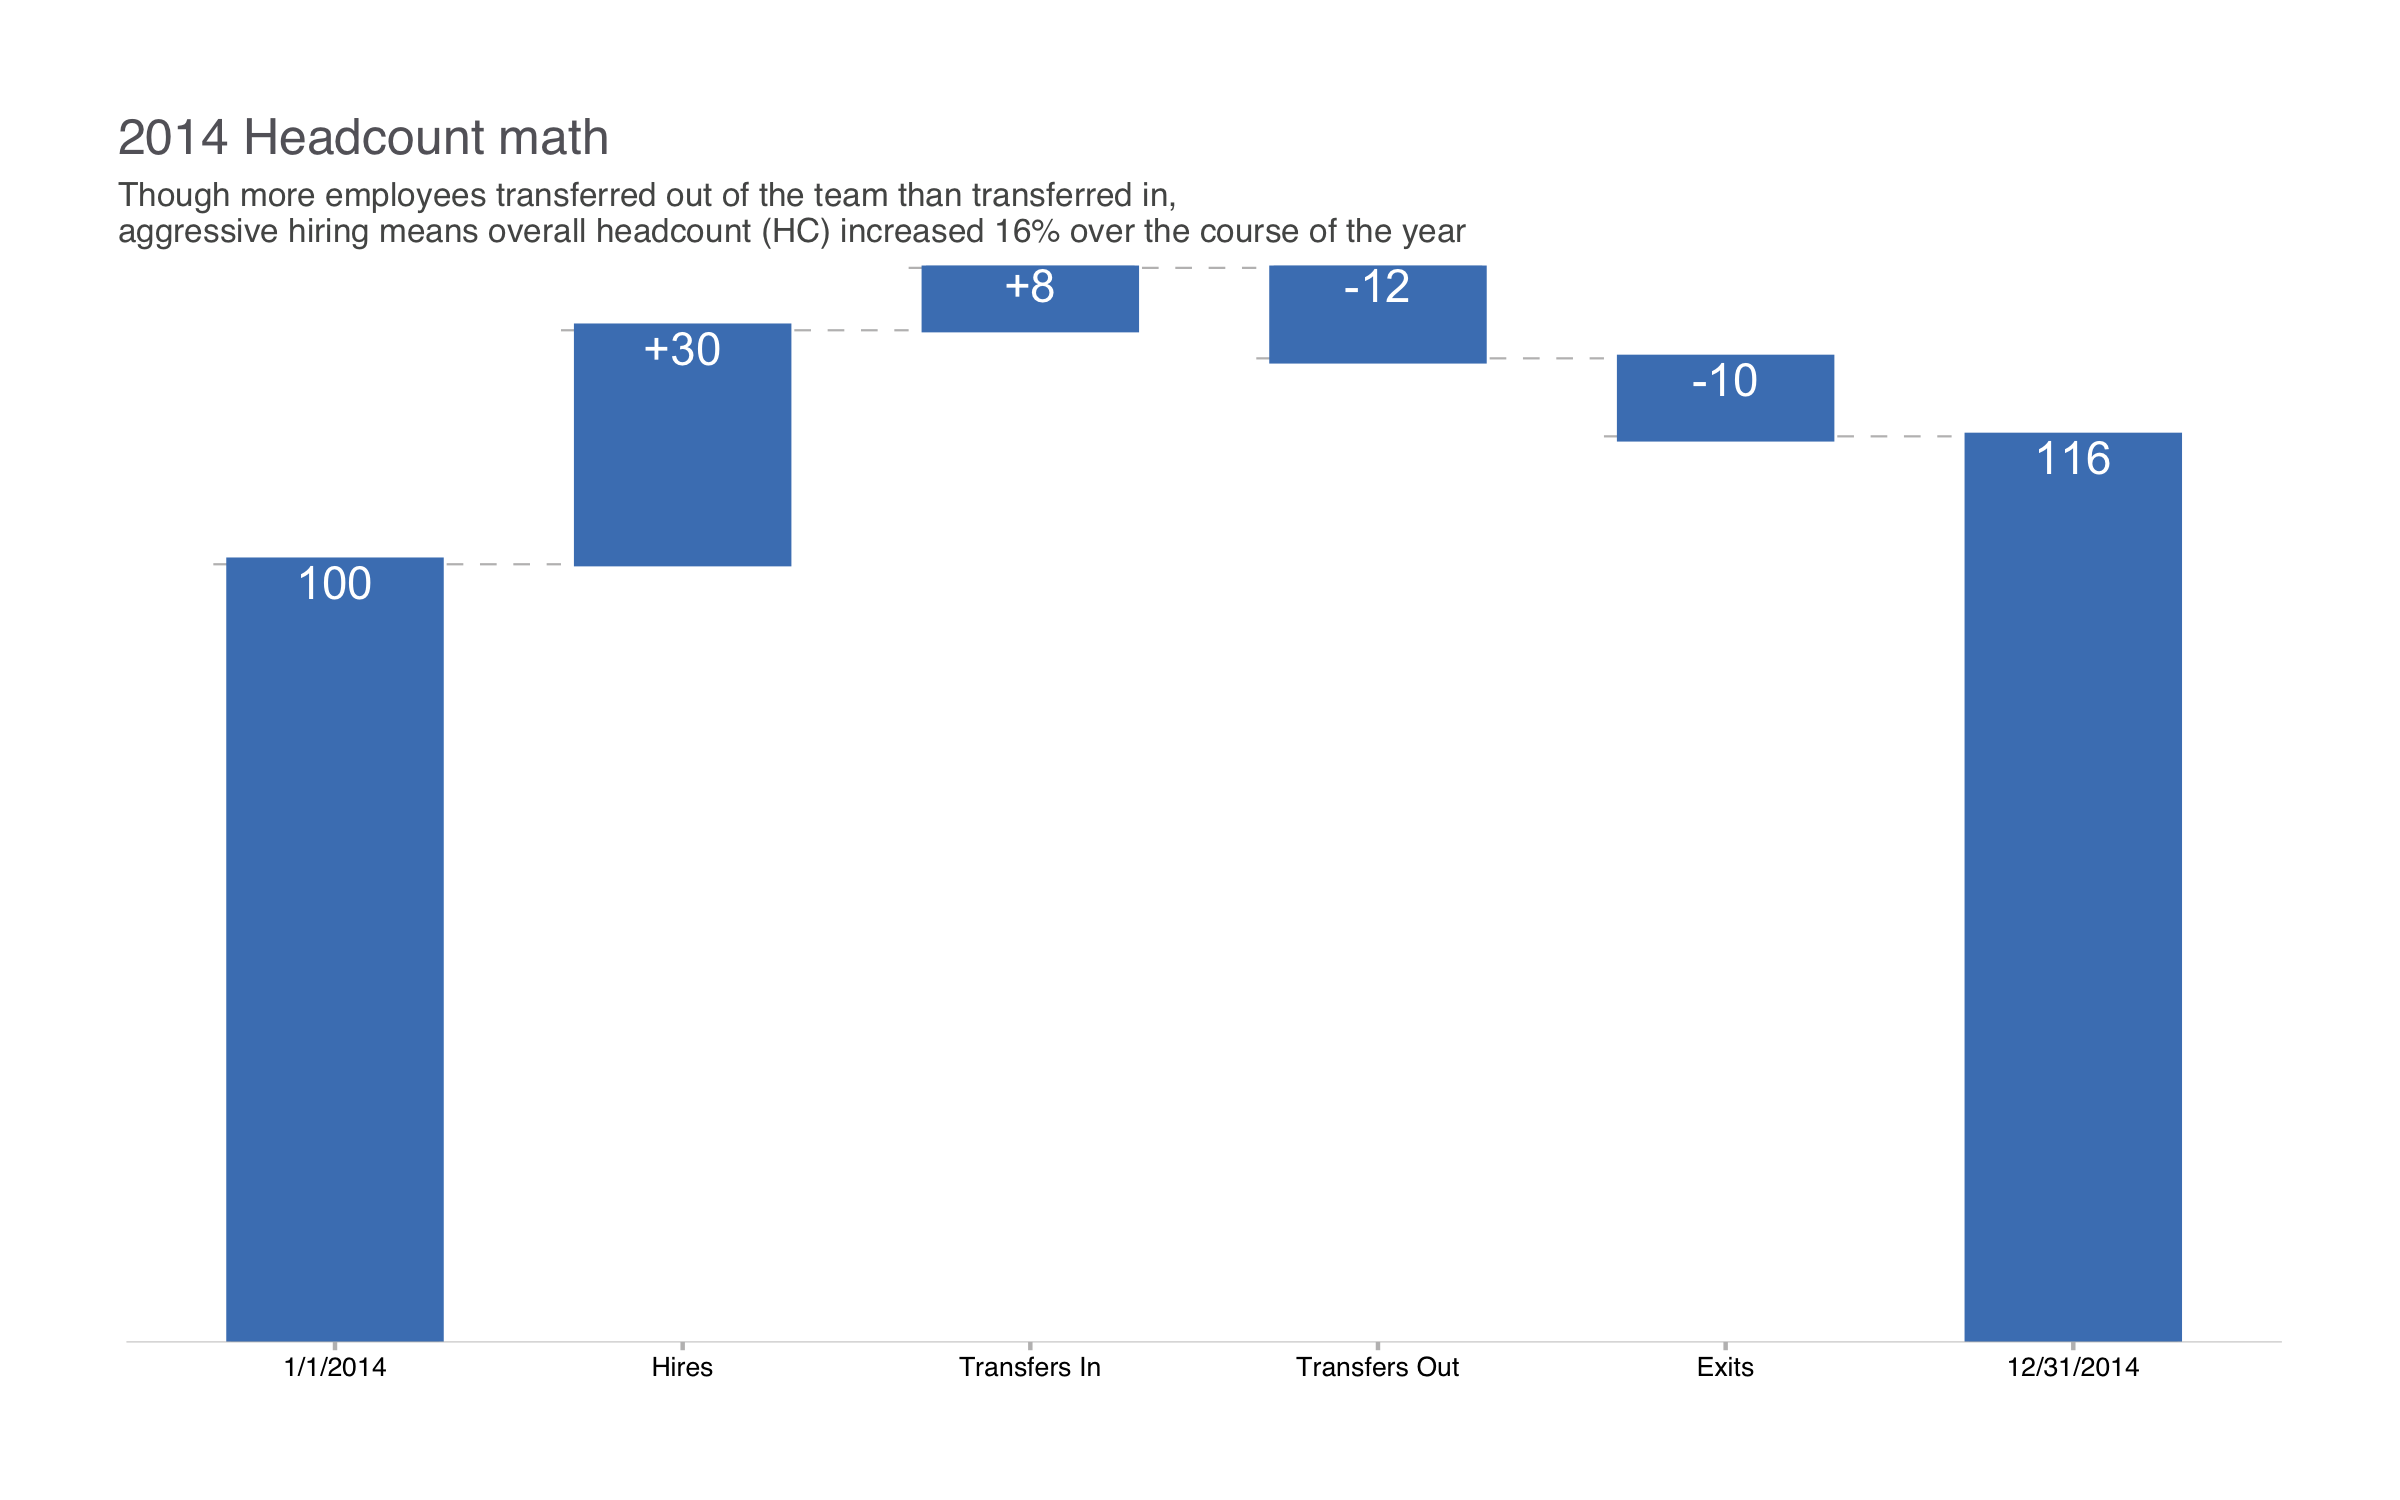 2014 Headcount math
Though more employees transferred out of the team than transferred in,
aggressive hiring means overall headcount (HC) increased 16% over the course of the year
+8
-12
+30
-10
116
100
1/1/2014
Hires
Transfers In
Transfers Out
Exits
12/31/2014